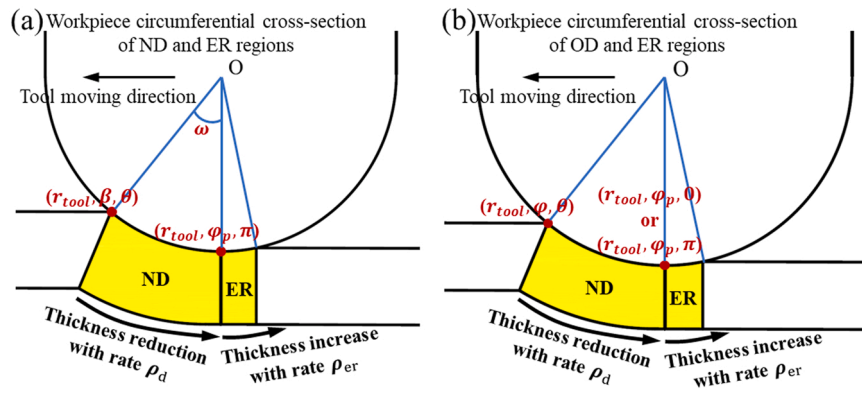 (a) Workpiece circumferential cross-section
of ND and ER regions
O
Tool moving direction
ω
(r_tool, β, θ)
(r_tool, φ_p, π)
ND
ER
Thickness reduction
with rate ρ_d
Thickness increase
with rate ρ_er
(b) Workpiece circumferential cross-section
of OD and ER regions
O
Tool moving direction
(r_tool, φ, θ)
(r_tool, φ_p, 0)
or
(r_tool, φ_p, π)
ND
ER
Thickness reduction
with rate ρ_d
Thickness increase
with rate ρ_er